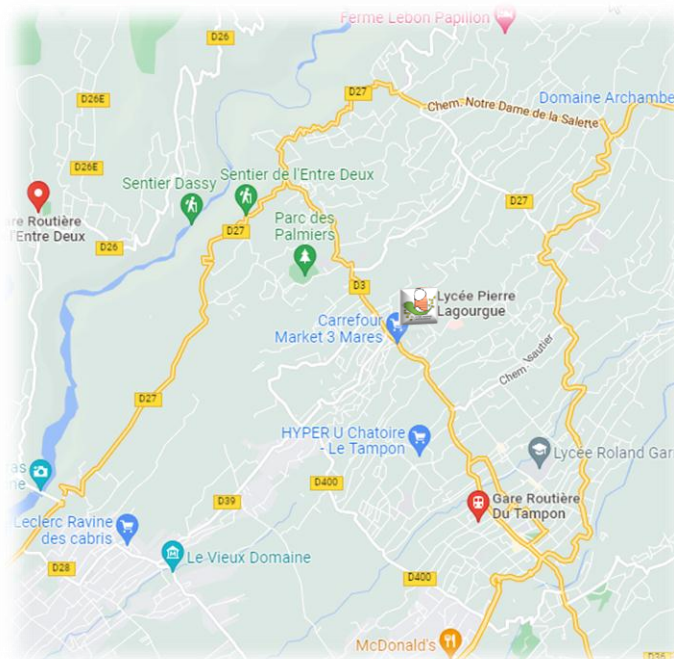 Ferme Lebon Papillon
D26
D27
D26E
Chem. Notre Dame de la Salette
Domaine Archambe
D26E
Sentier Dassy
Sentier de l'Entre Deux
D27
re Routière
l'Entre Deux
D26
D27
Parc des
Palmiers
D3
Lycée Pierre
Lagourgue
Carrefour
Market 3 Mares
D27
HYPER U Chatoire
- Le Tampon
Lycée Roland Gar
D400
Gare Routière
Du Tampon
D39
Leclerc Ravine
des cabris
Le Vieux Domaine
D28
D400
McDonald's